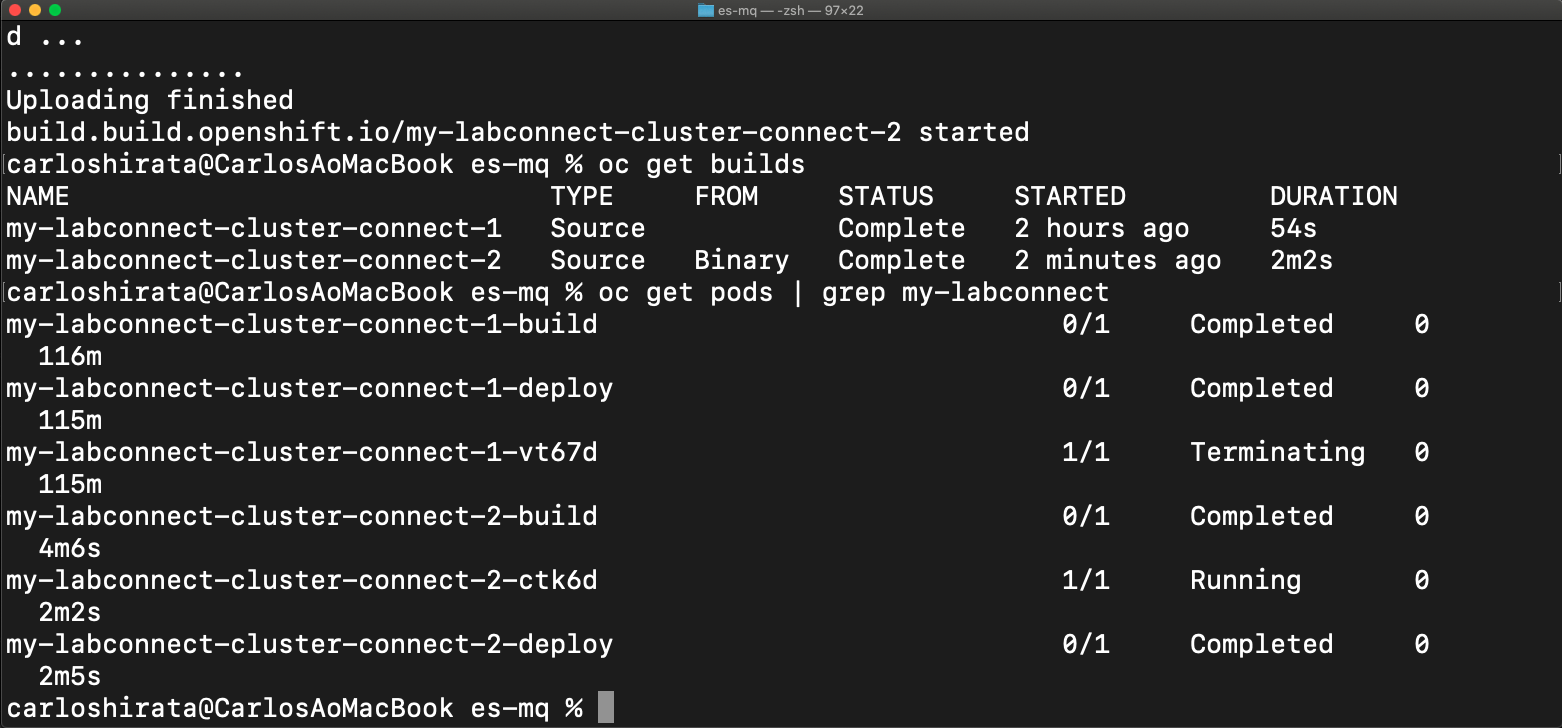 es-mq — -zsh — 97×22
d ...
...............
Uploading finished
build.build.openshift.io/my-labconnect-cluster-connect-2 started
carloshirata@CarlosAoMacBook es-mq % oc get builds
NAME                              TYPE     FROM     STATUS     STARTED         DURATION
my-labconnect-cluster-connect-1   Source            Complete   2 hours ago     54s
my-labconnect-cluster-connect-2   Source   Binary   Complete   2 minutes ago   2m2s
carloshirata@CarlosAoMacBook es-mq % oc get pods | grep my-labconnect
my-labconnect-cluster-connect-1-build                             0/1     Completed     0
  116m
my-labconnect-cluster-connect-1-deploy                            0/1     Completed     0
  115m
my-labconnect-cluster-connect-1-vt67d                             1/1     Terminating   0
  115m
my-labconnect-cluster-connect-2-build                             0/1     Completed     0
  4m6s
my-labconnect-cluster-connect-2-ctk6d                             1/1     Running       0
  2m2s
my-labconnect-cluster-connect-2-deploy                            0/1     Completed     0
  2m5s
carloshirata@CarlosAoMacBook es-mq %